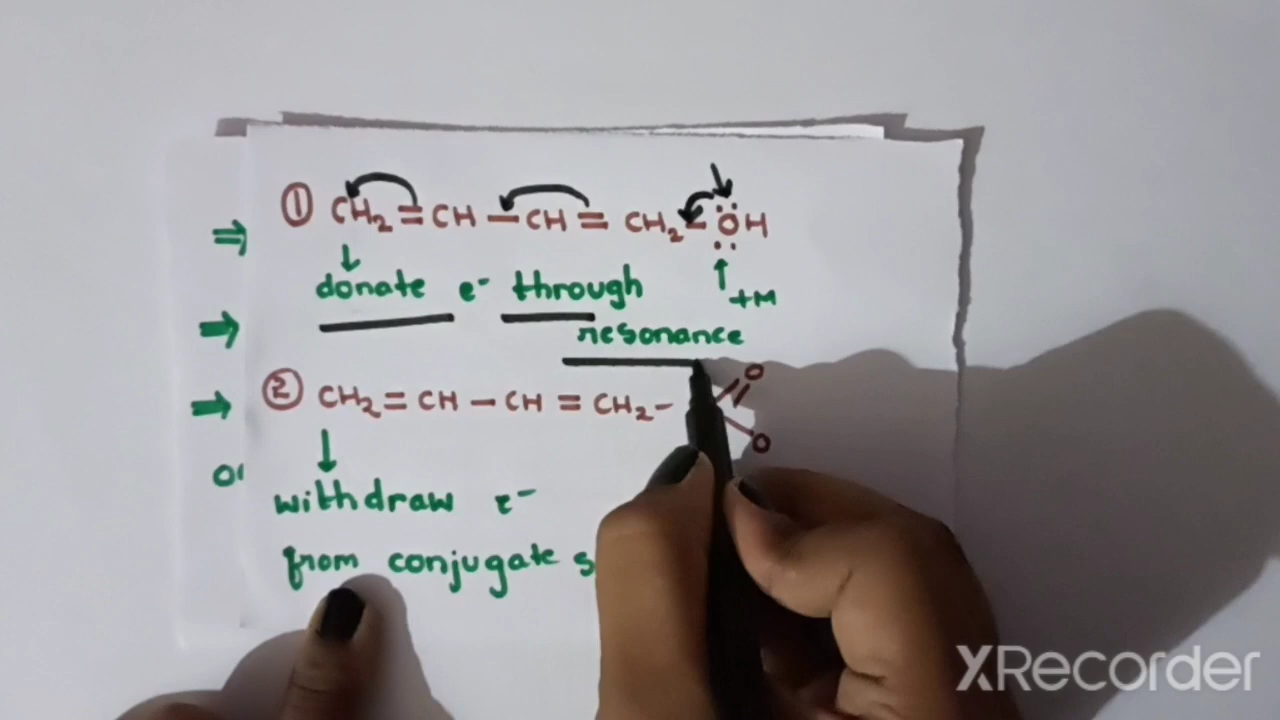 ① CH₂=CH—CH=CH₂-ÖH
donate e⁻ through
+M
resonance
② CH₂=CH—CH=CH₂-
O
O
withdraw e⁻
from conjugate s
XRecorder